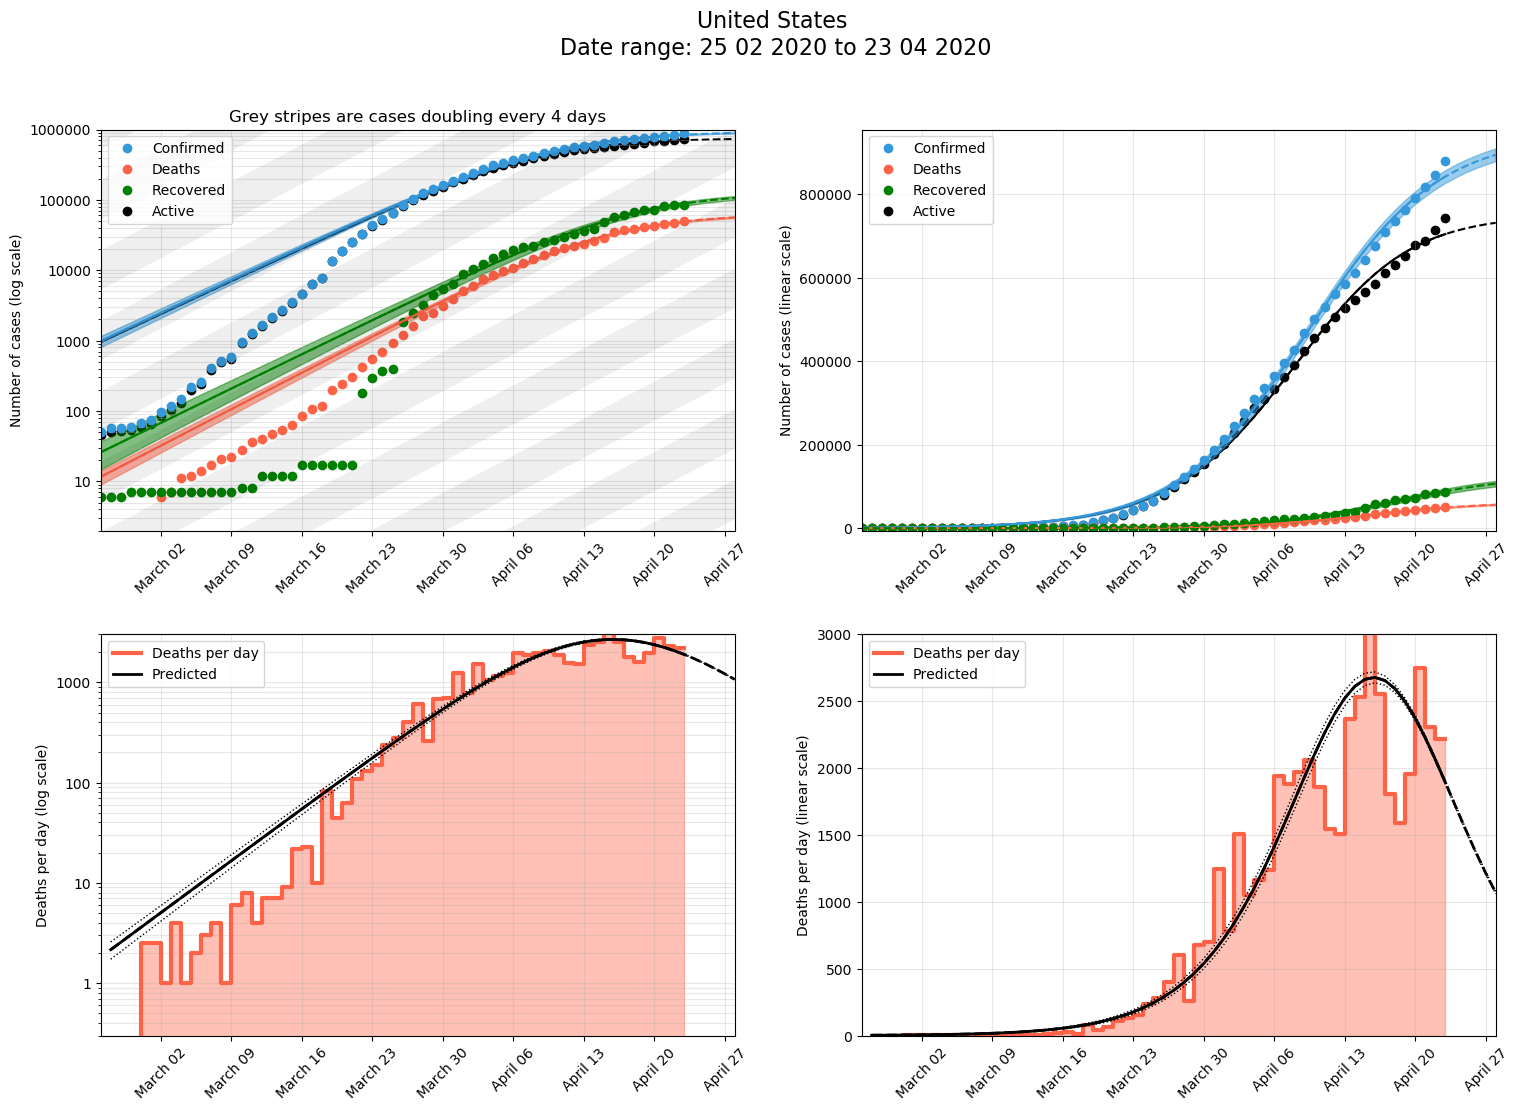 United States
Date range: 25 02 2020 to 23 04 2020
Grey stripes are cases doubling every 4 days
Number of cases (log scale)
1000000
100000
10000
1000
100
10
Confirmed
Deaths
Recovered
Active
March 02
March 09
March 16
March 23
March 30
April 06
April 13
April 20
April 27
Number of cases (linear scale)
800000
600000
400000
200000
0
Confirmed
Deaths
Recovered
Active
March 02
March 09
March 16
March 23
March 30
April 06
April 13
April 20
April 27
Deaths per day (log scale)
1000
100
10
1
Deaths per day
Predicted
March 02
March 09
March 16
March 23
March 30
April 06
April 13
April 20
April 27
Deaths per day (linear scale)
3000
2500
2000
1500
1000
500
0
Deaths per day
Predicted
March 02
March 09
March 16
March 23
March 30
April 06
April 13
April 20
April 27